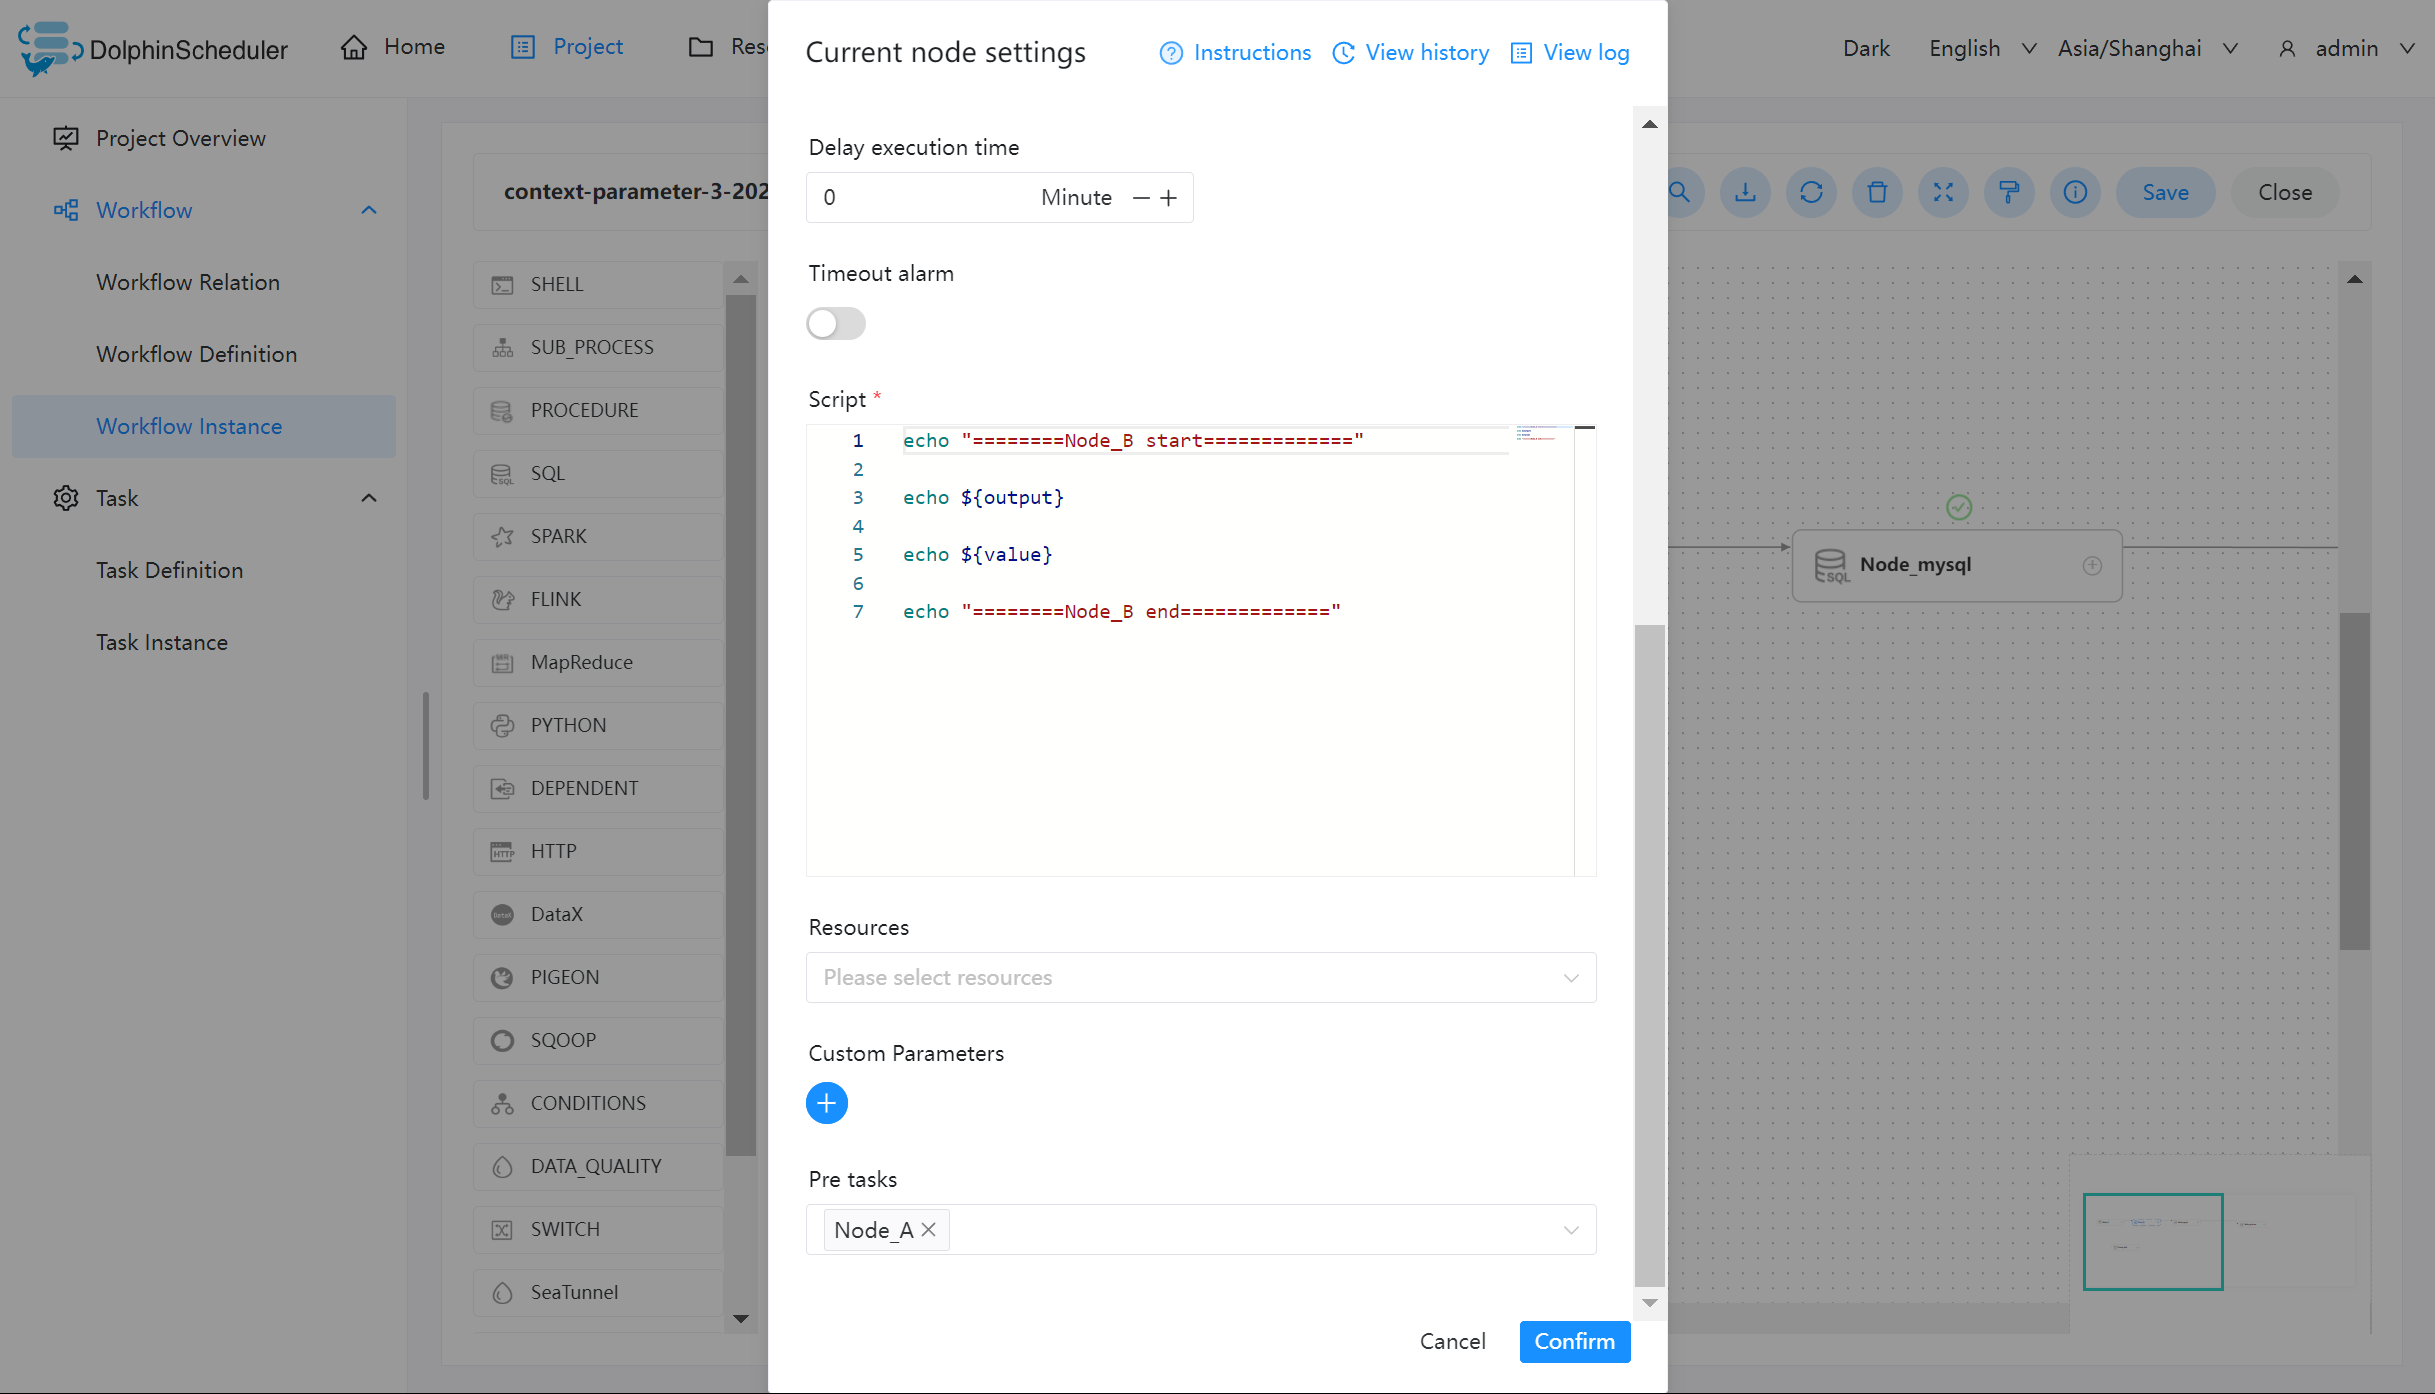 DolphinScheduler
Home
Project
Dark
English
Asia/Shanghai
admin
Project Overview
Workflow
Workflow Relation
Workflow Definition
Workflow Instance
Task
Task Definition
Task Instance
context-parameter-3-202
SHELL
SUB_PROCESS
PROCEDURE
SQL
SPARK
FLINK
MapReduce
PYTHON
DEPENDENT
HTTP
DataX
PIGEON
SQOOP
CONDITIONS
DATA_QUALITY
SWITCH
SeaTunnel
Current node settings
Instructions
View history
View log
Delay execution time
0 Minute
Timeout alarm
Script *
1 echo "========Node_B start============="
2
3 echo ${output}
4
5 echo ${value}
6
7 echo "========Node_B end============="
Resources
Please select resources
Custom Parameters
Pre tasks
Node_A
Cancel
Confirm
Save
Close
SQL
Node_mysql